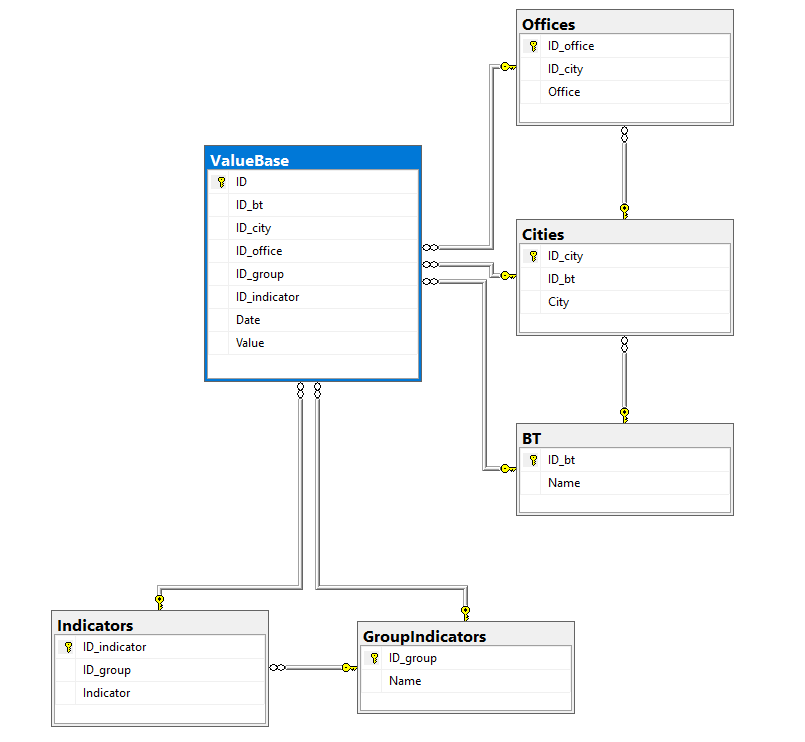 Offices
ID_office
ID_city
Office
ValueBase
ID
ID_bt
ID_city
ID_office
ID_group
ID_indicator
Date
Value
Cities
ID_city
ID_bt
City
BT
ID_bt
Name
Indicators
ID_indicator
ID_group
Indicator
GroupIndicators
ID_group
Name